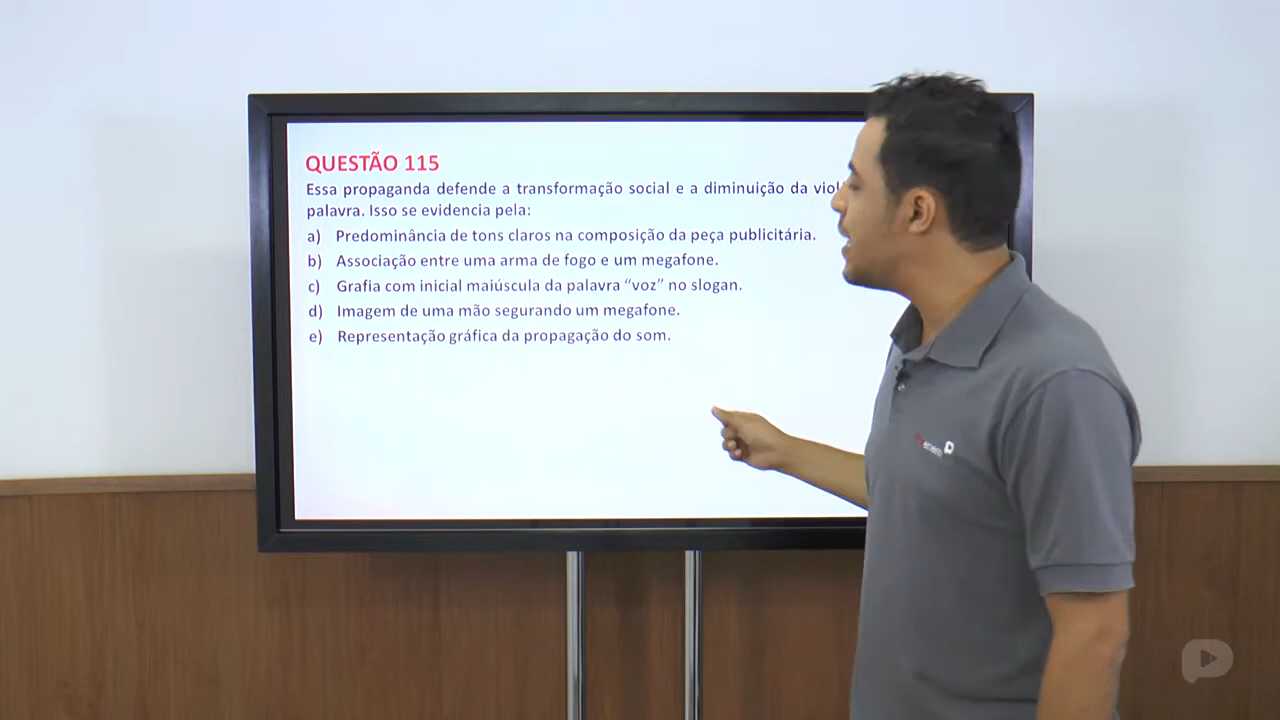 QUESTÃO 115
Essa propaganda defende a transformação social e a diminuição da
palavra. Isso se evidencia pela:
a) Predominância de tons claros na composição da peça publicitária.
b) Associação entre uma arma de fogo e um megafone.
c) Grafia com inicial maiúscula da palavra “voz” no slogan.
d) Imagem de uma mão segurando um megafone.
e) Representação gráfica da propagação do som.